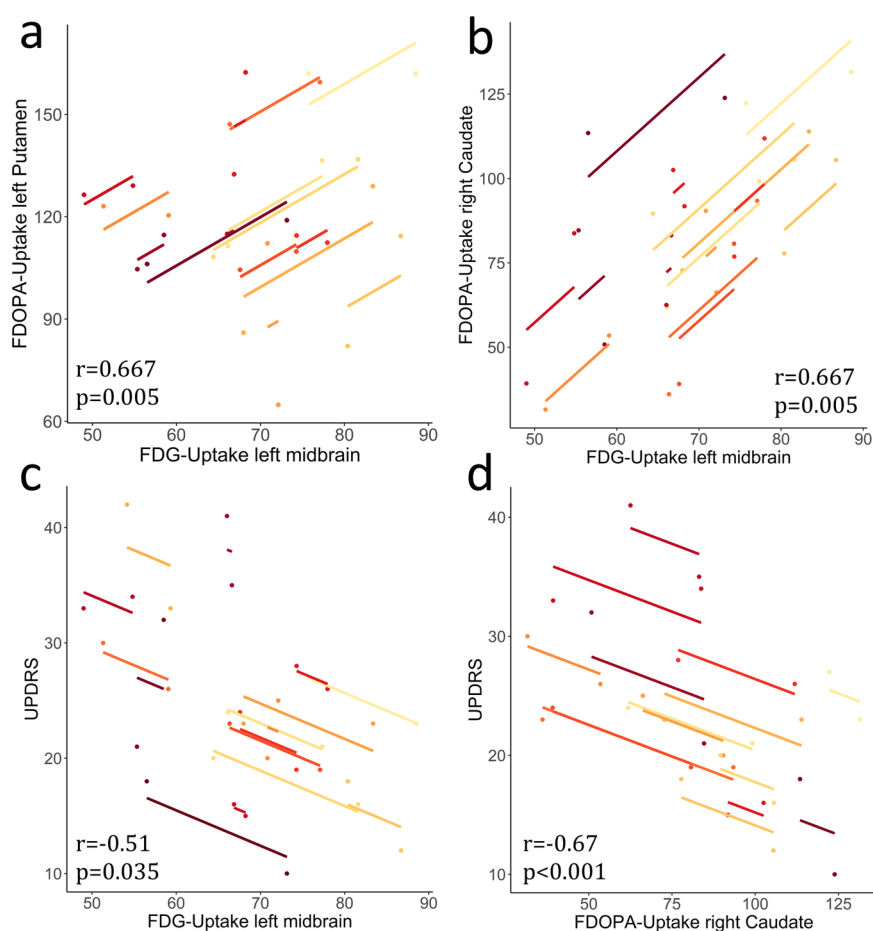 a
FDOPA-Uptake left Putamen
150
120
90
60
r=0.667
p=0.005
50 60 70 80 90
FDG-Uptake left midbrain
b
FDOPA-Uptake right Caudate
125
100
75
50
r=0.667
p=0.005
50 60 70 80 90
FDG-Uptake left midbrain
c
UPDRS
40
30
20
10
r=-0.51
p=0.035
50 60 70 80 90
FDG-Uptake left midbrain
d
UPDRS
40
30
20
10
r=-0.67
p<0.001
50 75 100 125
FDOPA-Uptake right Caudate